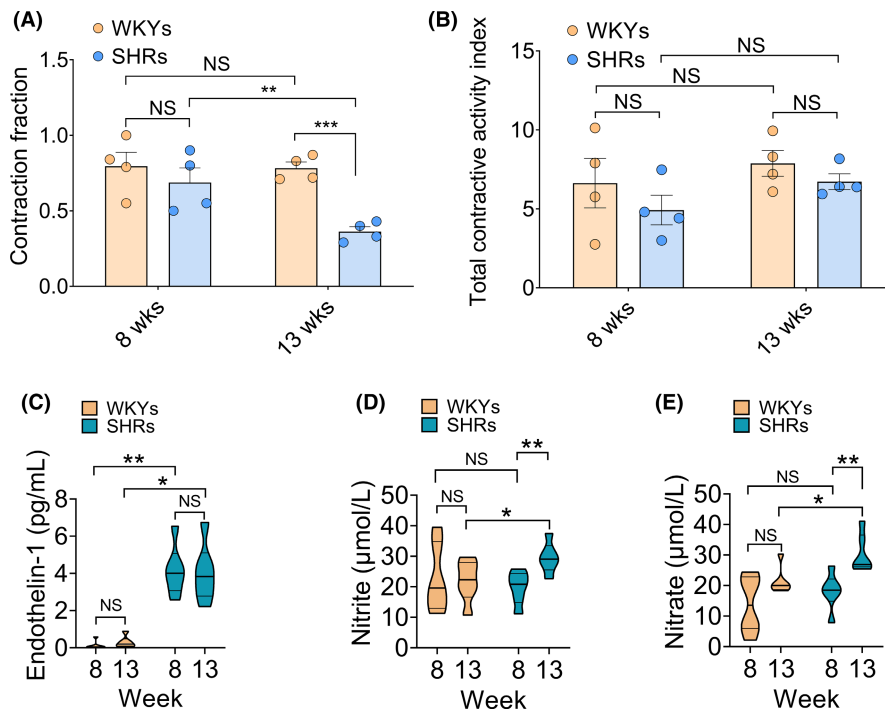 (A)
WKYs
SHRs
Contraction fraction
1.5
1.0
0.5
0.0
NS
**
NS
***
8 wks
13 wks
(B)
WKYs
SHRs
Total contractive activity index
15
10
5
0
NS
NS
NS
NS
8 wks
13 wks
(C)
WKYs
SHRs
Endothelin-1 (pg/mL)
8
6
4
2
0
**
*
NS
NS
8 13 8 13
Week
(D)
WKYs
SHRs
Nitrite (μmol/L)
50
40
30
20
10
0
**
NS
NS
*
8 13 8 13
Week
(E)
WKYs
SHRs
Nitrate (μmol/L)
50
40
30
20
10
0
**
NS
*
NS
8 13 8 13
Week